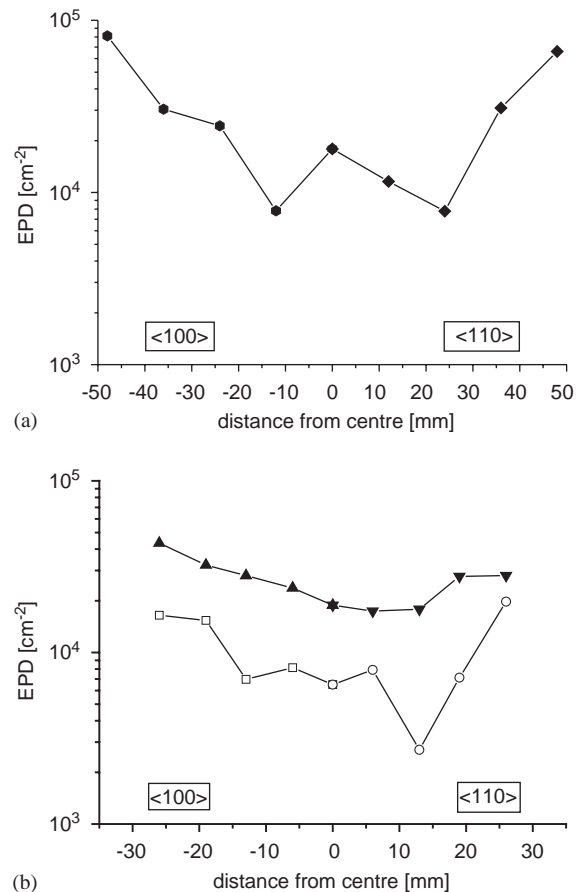 10^5
EPD [cm^-2]
10^4
<100> <110>
10^3
-50 -40 -30 -20 -10 0 10 20 30 40 50
(a) distance from centre [mm]
10^5
EPD [cm^-2]
10^4
<100> <110>
10^3
-30 -20 -10 0 10 20 30
(b) distance from centre [mm]